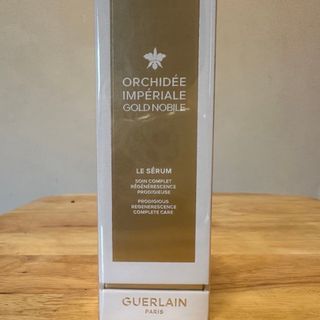 ORCHIDÉE
IMPÉRIALE
GOLD NOBILE
LE SÉRUM
SOIN COMPLET
RÉGÉNÉRESCENCE
PRODIGIEUSE
PRODIGIOUS
REGENERESCENCE
COMPLETE CARE
GUERLAIN
PARIS